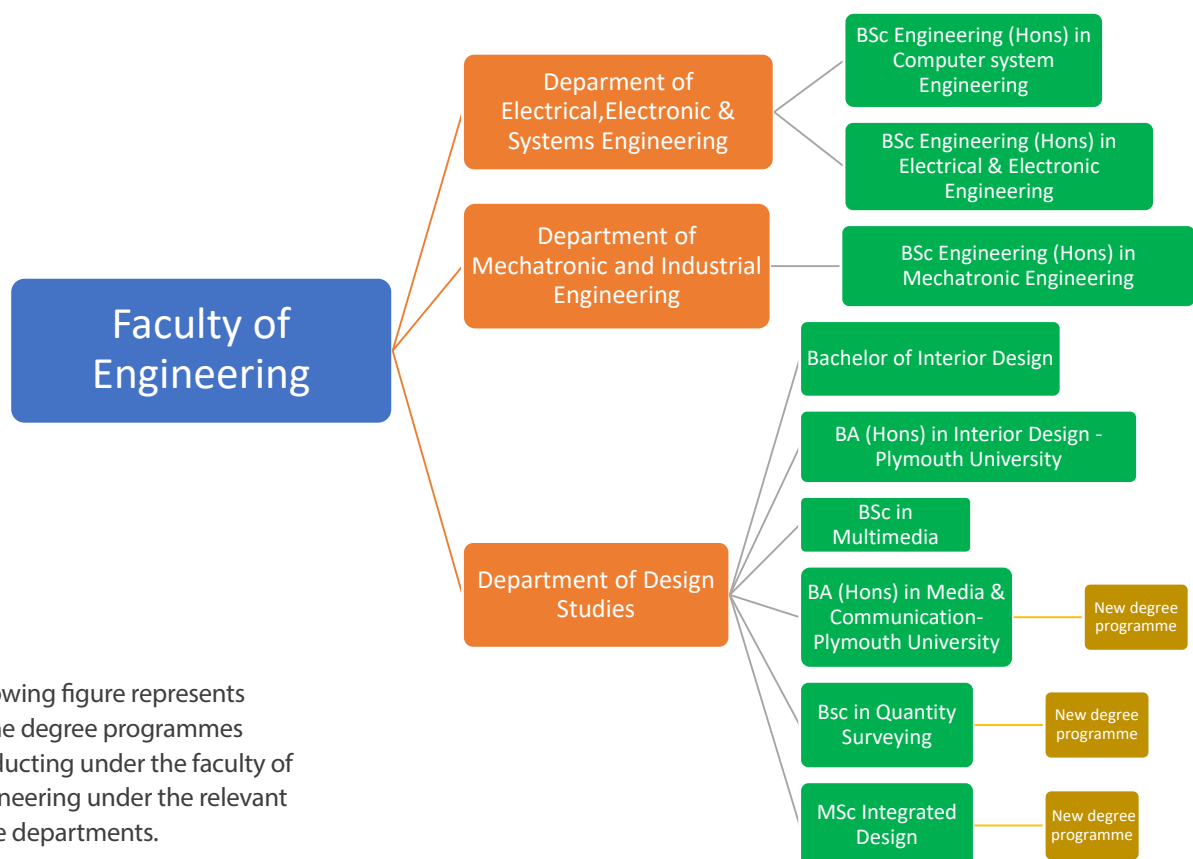 Faculty of
Engineering
Deparment of
Electrical,Electronic &
Systems Engineering
BSc Engineering (Hons) in
Computer system
Engineering
BSc Engineering (Hons) in
Electrical & Electronic
Engineering
Department of
Mechatronic and Industrial
Engineering
BSc Engineering (Hons) in
Mechatronic Engineering
Department of Design
Studies
Bachelor of Interior Design
BA (Hons) in Interior Design -
Plymouth University
BSc in
Multimedia
BA (Hons) in Media &
Communication-
Plymouth University
New degree
programme
Bsc in Quantity
Surveying
New degree
programme
MSc Integrated
Design
New degree
programme
owing figure represents
he degree programmes
ducting under the faculty of
neering under the relevant
e departments.